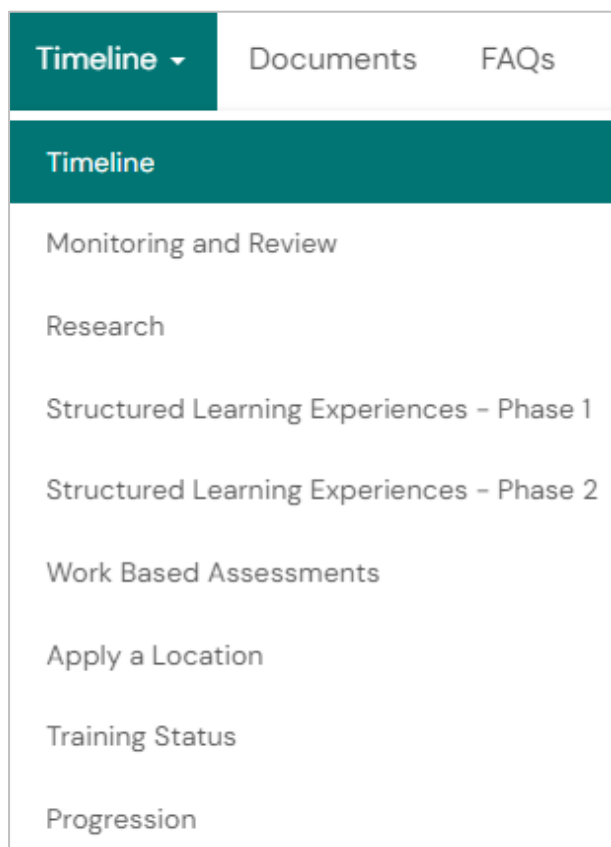 Timeline Documents FAQs
Timeline
Monitoring and Review
Research
Structured Learning Experiences - Phase 1
Structured Learning Experiences - Phase 2
Work Based Assessments
Apply a Location
Training Status
Progression